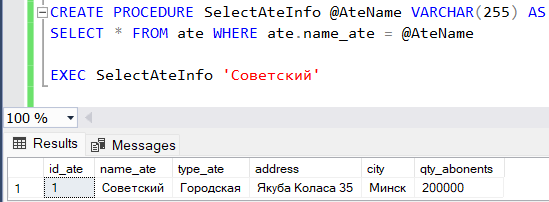 CREATE PROCEDURE SelectAteInfo @AteName VARCHAR(255) AS
SELECT * FROM ate WHERE ate.name_ate = @AteName
EXEC SelectAteInfo 'Советский'
100 %
Results Messages
id_ate name_ate type_ate address city qty_abonents
1 1 Советский Городская Якуба Коласа 35 Минск 200000